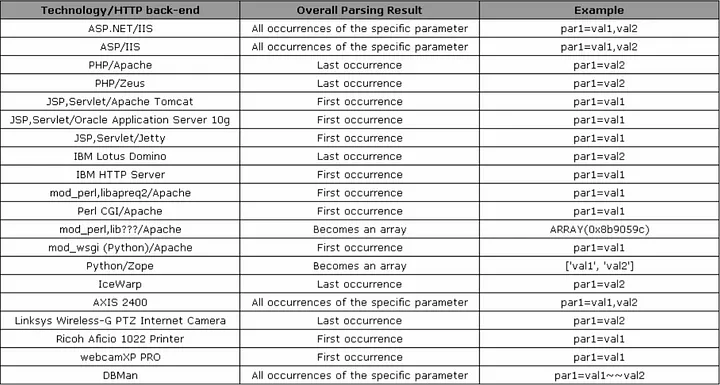 Technology/HTTP back-end Overall Parsing Result Example
ASP.NET/IIS All occurrences of the specific parameter par1=val1,val2
ASP/IIS All occurrences of the specific parameter par1=val1,val2
PHP/Apache Last occurrence par1=val2
PHP/Zeus Last occurrence par1=val2
JSP,Servlet/Apache Tomcat First occurrence par1=val1
JSP,Servlet/Oracle Application Server 10g First occurrence par1=val1
JSP,Servlet/Jetty First occurrence par1=val1
IBM Lotus Domino Last occurrence par1=val2
IBM HTTP Server First occurrence par1=val1
mod_perl,libapreq2/Apache First occurrence par1=val1
Perl CGI/Apache First occurrence par1=val1
mod_perl,lib???/Apache Becomes an array ARRAY(0x8b9059c)
mod_wsgi (Python)/Apache First occurrence par1=val1
Python/Zope Becomes an array ['val1', 'val2']
IceWarp Last occurrence par1=val2
AXIS 2400 All occurrences of the specific parameter par1=val1,val2
Linksys Wireless-G PTZ Internet Camera Last occurrence par1=val2
Ricoh Aficio 1022 Printer First occurrence par1=val1
webcamXP PRO First occurrence par1=val1
DBMan All occurrences of the specific parameter par1=val1~~val2